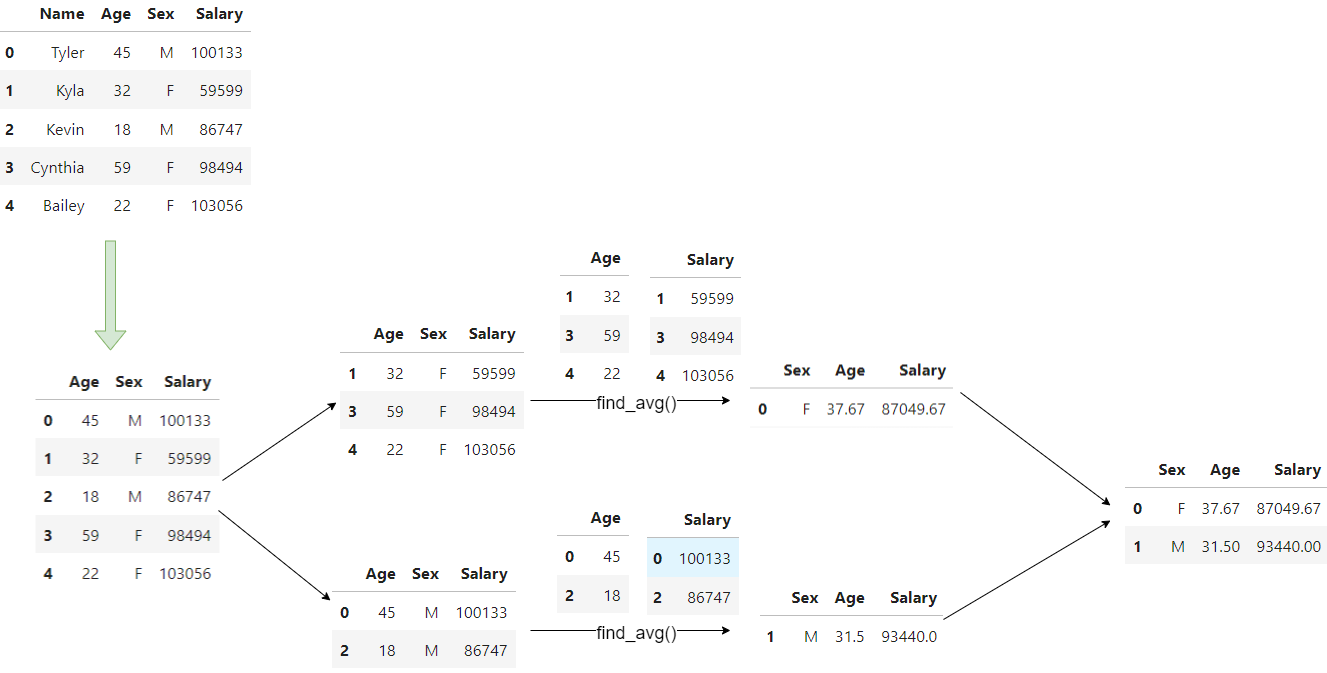 Name Age Sex Salary
0 Tyler 45 M 100133
1 Kyla 32 F 59599
2 Kevin 18 M 86747
3 Cynthia 59 F 98494
4 Bailey 22 F 103056
Age Sex Salary
0 45 M 100133
1 32 F 59599
2 18 M 86747
3 59 F 98494
4 22 F 103056
Age Sex Salary
1 32 F 59599
3 59 F 98494
4 22 F 103056
Age
1 32
3 59
4 22
Salary
1 59599
3 98494
4 103056
find_avg()
Sex Age Salary
0 F 37.67 87049.67
Age Sex Salary
0 45 M 100133
2 18 M 86747
Age
0 45
2 18
Salary
0 100133
2 86747
find_avg()
Sex Age Salary
1 M 31.5 93440.0
Sex Age Salary
0 F 37.67 87049.67
1 M 31.50 93440.00